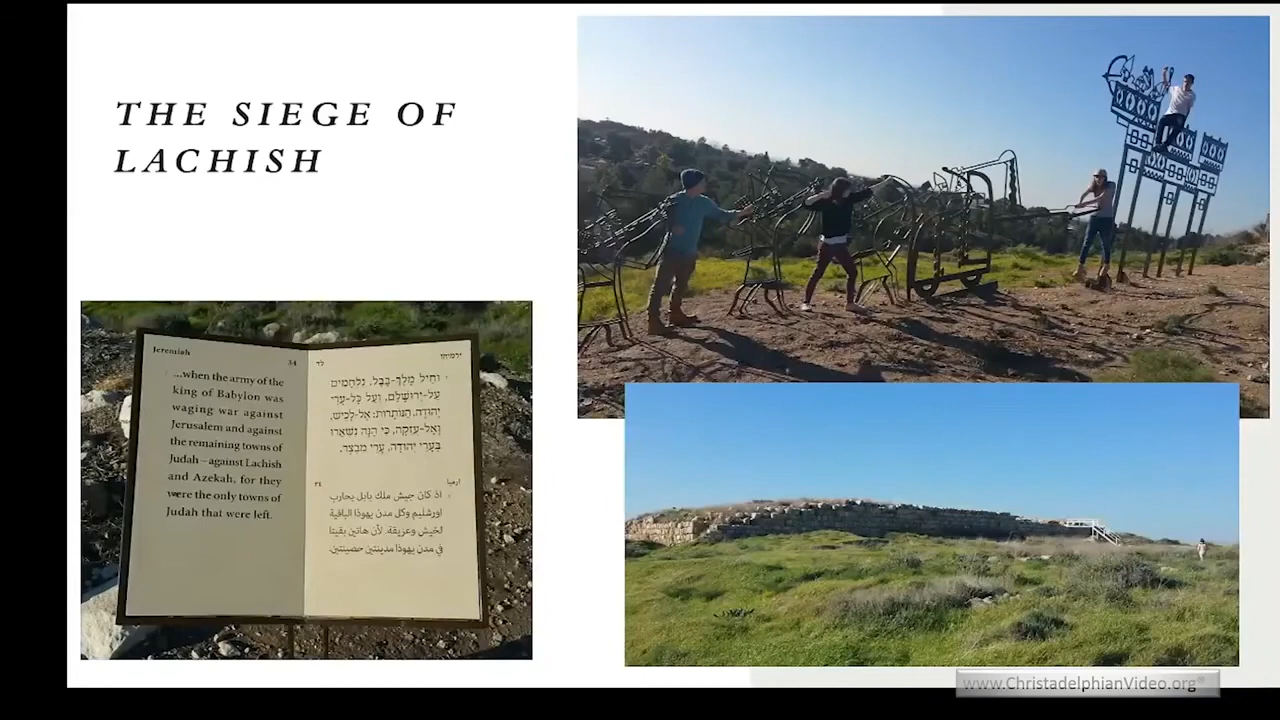 THE SIEGE OF
LACHISH
Jeremiah 34
...when the army of the
king of Babylon was
waging war against
Jerusalem and against
the remaining towns of
Judah – against Lachish
and Azekah, for they
were the only towns of
Judah that were left.
לד ירמיהו
וְחֵיל מֶלֶךְ-בָּבֶל, נִלְחָמִים
עַל-יְרוּשָׁלִַם, וְעַל כָּל-עָרֵי
יְהוּדָה, הַנּוֹתָרוֹת: אֶל-לָכִישׁ,
וְאֶל-עֲזֵקָה, כִּי הֵנָּה נִשְׁאֲרוּ
בְּעָרֵי יְהוּדָה, עָרֵי מִבְצָר.
٣٤ ارميا
اذ كان جيش ملك بابل يحارب
اورشليم وكل مدن يهوذا الباقية
لخيش وعزيقة. لأن هاتين بقيتا
في مدن يهوذا مدينتين حصينتين.
www.ChristadelphianVideo.org